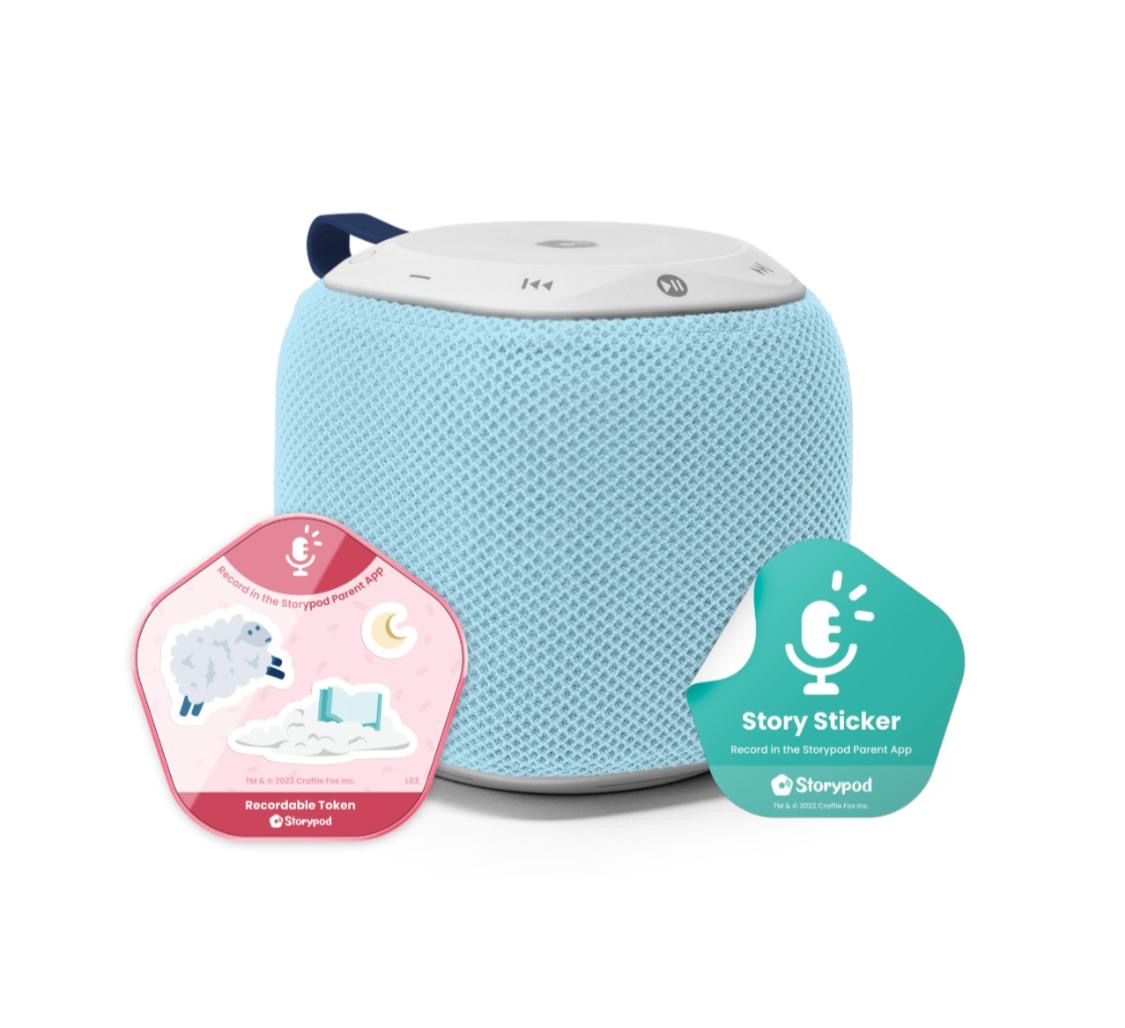 Record in the Storypod Parent App
TM & © 2023 Craftie Fox Inc.
L03
Recordable Token
Storypod
Story Sticker
Record in the Storypod Parent App
Storypod
TM & © 2022 Craftie Fox Inc.